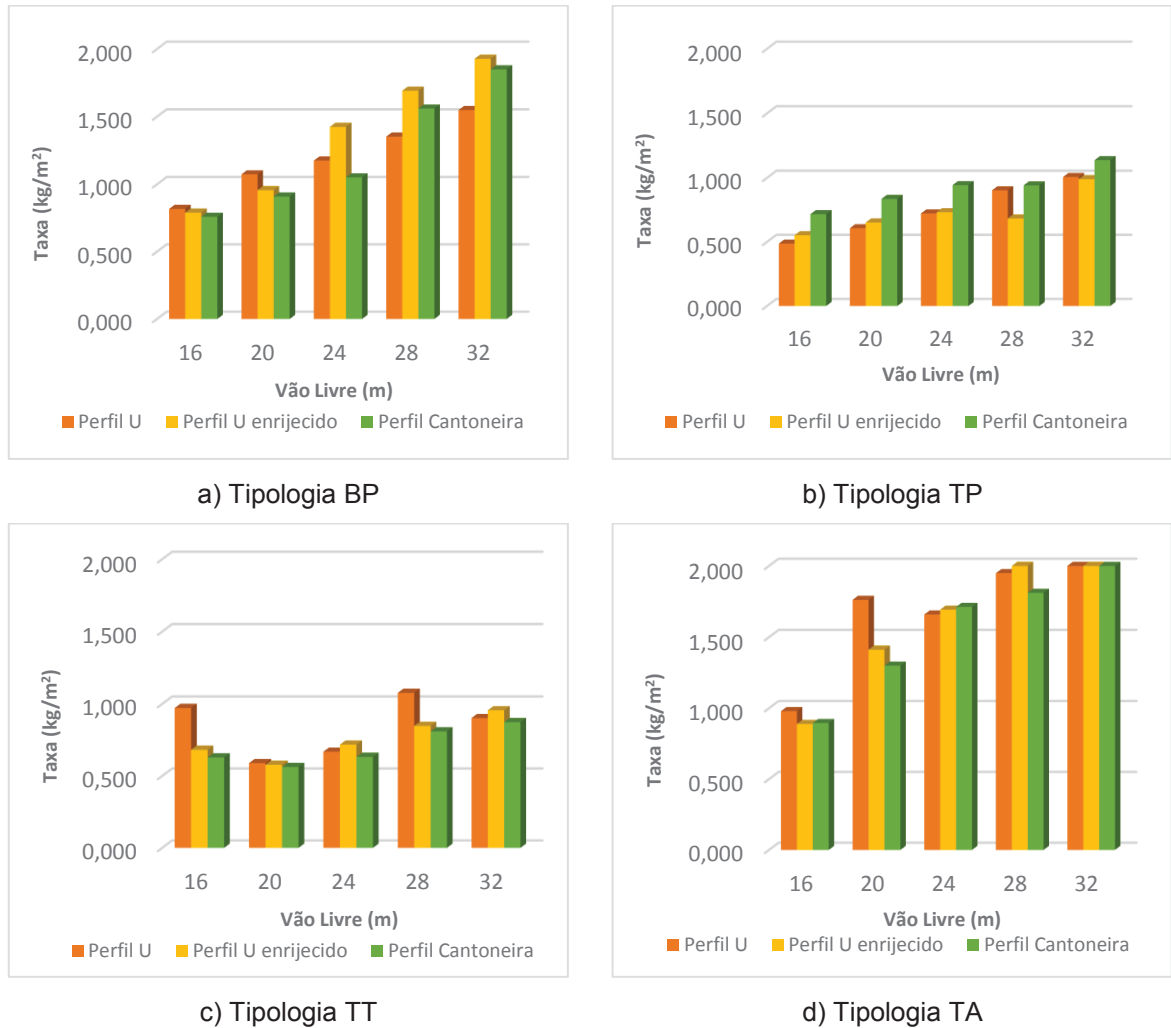 2,000
1,500
1,000
0,500
0,000
Taxa (kg/m²)
16 20 24 28 32
Vão Livre (m)
Perfil U Perfil U enrijecido Perfil Cantoneira
a) Tipologia BP
2,000
1,500
1,000
0,500
0,000
Taxa (kg/m²)
16 20 24 28 32
Vão Livre (m)
Perfil U Perfil U enrijecido Perfil Cantoneira
b) Tipologia TP
2,000
1,500
1,000
0,500
0,000
Taxa (kg/m²)
16 20 24 28 32
Vão Livre (m)
Perfil U Perfil U enrijecido Perfil Cantoneira
c) Tipologia TT
2,000
1,500
1,000
0,500
0,000
Taxa (kg/m²)
16 20 24 28 32
Vão Livre (m)
Perfil U Perfil U enrijecido Perfil Cantoneira
d) Tipologia TA